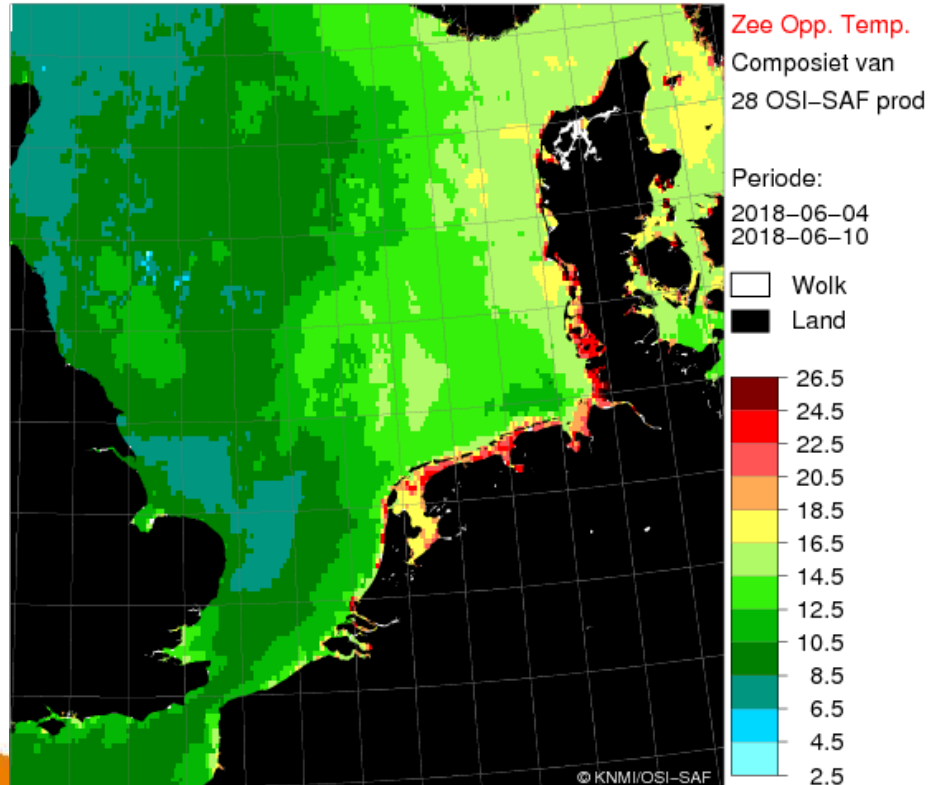 Zee Opp. Temp.
Composiet van
28 OSI−SAF prod
Periode:
2018−06−04
2018−06−10
Wolk
Land
26.5
24.5
22.5
20.5
18.5
16.5
14.5
12.5
10.5
8.5
6.5
4.5
2.5
© KNMI/OSI−SAF